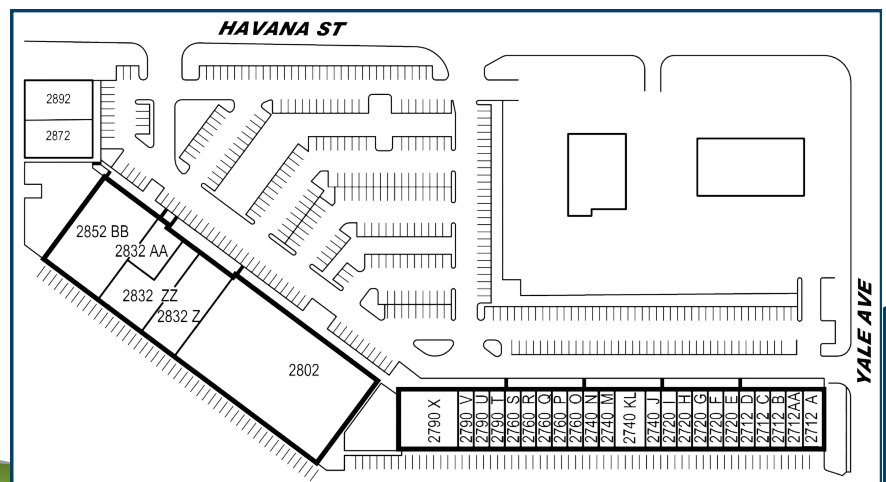 HAVANA ST
2892
2872
2852 BB
2832 AA
2832 ZZ
2832 Z
2802
YALE AVE
2790 X
2790 V
2790 U
2790 T
2760 S
2760 R
2760 Q
2760 P
2760 O
2740 N
2740 M
2740 KL
2740 J
2720 I
2720 H
2720 G
2720 F
2720 E
2712 D
2712 C
2712 B
2712AA
2712 A